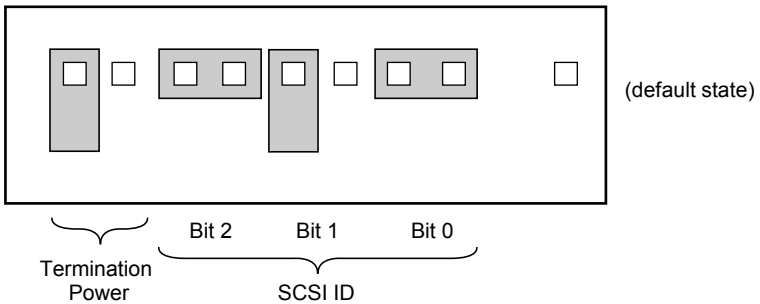 (default state)
Bit 2 Bit 1 Bit 0
Termination
Power
SCSI ID